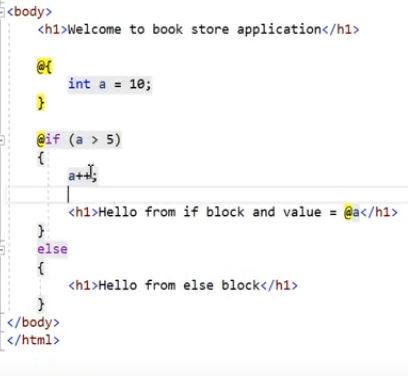 <body>
<h1>Welcome to book store application</h1>
@{
int a = 10;
}
@if (a > 5)
{
a++;
<h1>Hello from if block and value = @a</h1>
}
else
{
<h1>Hello from else block</h1>
}
</body>
</html>